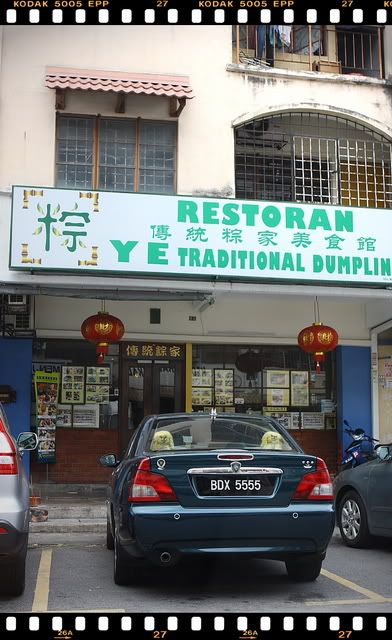 KODAK 5005 EPP 27 KODAK 5005 EPP 27 KO
粽
RESTORAN
傳統粽家美食館
YE TRADITIONAL DUMPLIN
傳統粽家
BDX 5555
26A 27 26A 27